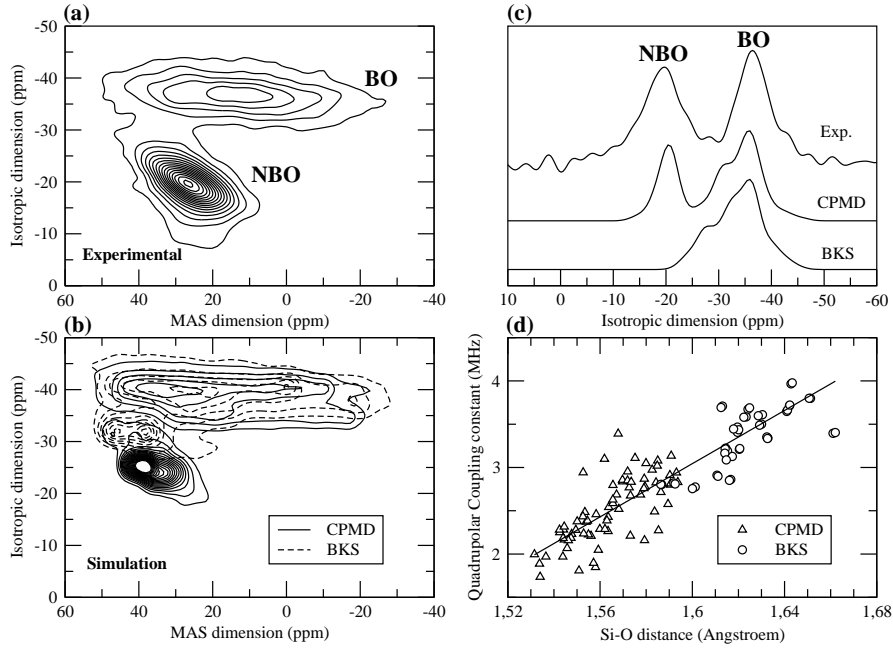 (a)
-50
-40
-30
-20
-10
0
60 40 20 0 -20 -40
Isotropic dimension (ppm)
MAS dimension (ppm)
BO
NBO
Experimental
(c)
NBO
BO
Exp.
CPMD
BKS
10 0 -10 -20 -30 -40 -50 -60
Isotropic dimension (ppm)
(b)
-50
-40
-30
-20
-10
0
60 40 20 0 -20 -40
Isotropic dimension (ppm)
MAS dimension (ppm)
CPMD
BKS
Simulation
(d)
4
3
2
1,52 1,56 1,6 1,64 1,68
Quadrupolar Coupling constant (MHz)
Si-O distance (Angstroem)
CPMD
BKS